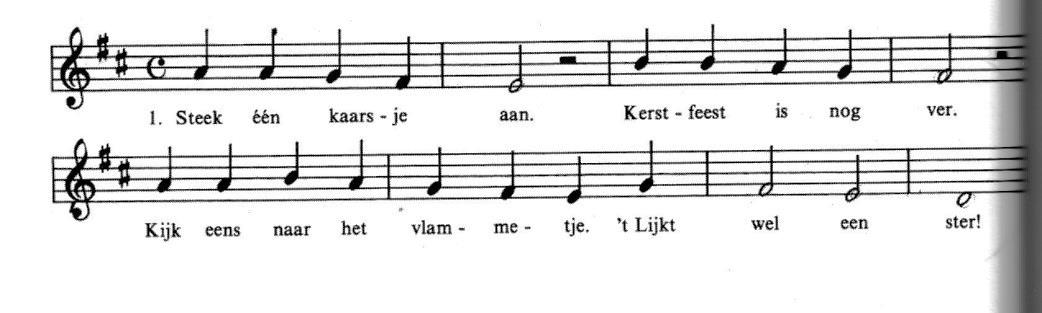 1. Steek één kaars - je aan. Kerst - feest is nog ver.
Kijk eens naar het vlam - me - tje. 't Lijkt wel een ster!